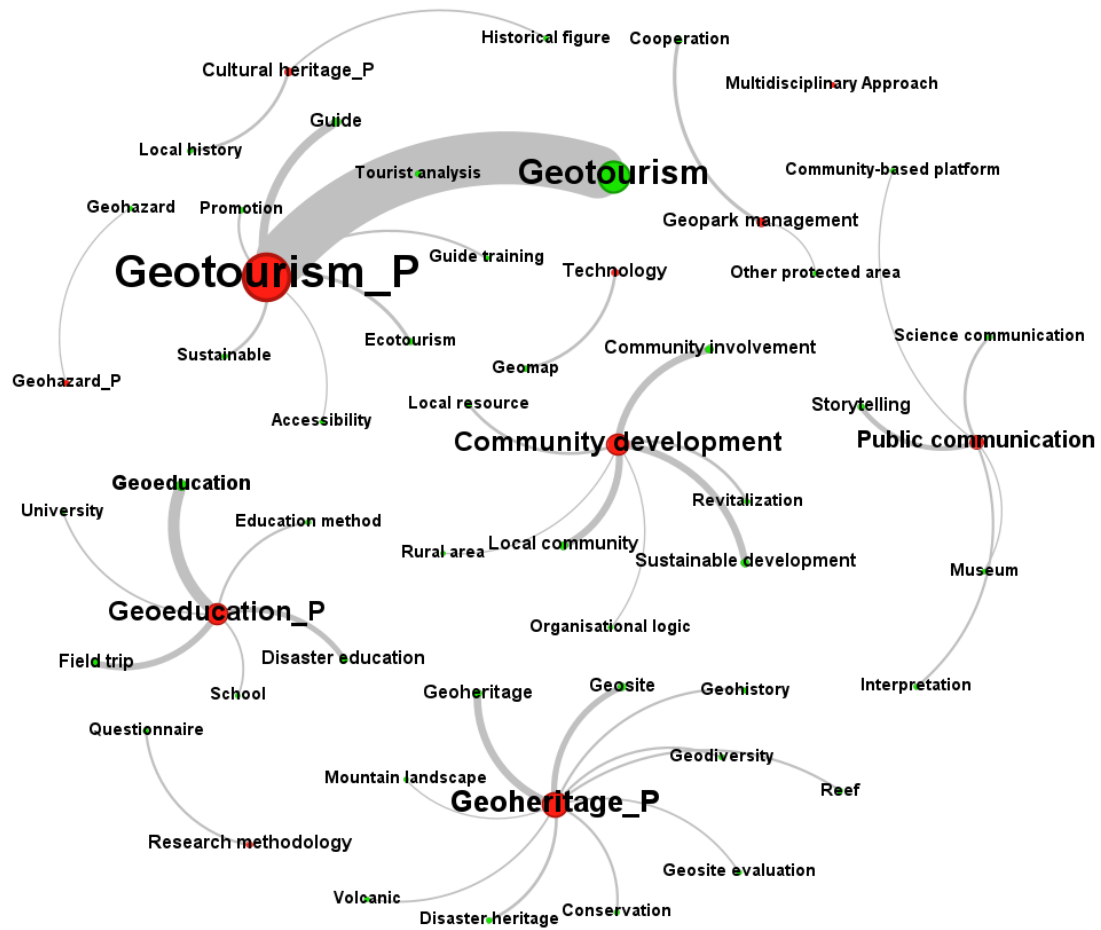 Historical figure
Cooperation
Cultural heritage_P
Multidisciplinary Approach
Guide
Local history
Tourist analysis
Geotourism
Community-based platform
Geohazard
Promotion
Geopark management
Geotourism_P
Guide training
Technology
Other protected area
Sustainable
Ecotourism
Community involvement
Science communication
Geohazard_P
Geomap
Accessibility
Local resource
Storytelling
Community development
Public communication
Geoeducation
University
Education method
Revitalization
Rural area
Local community
Sustainable development
Museum
Geoeducation_P
Organisational logic
Field trip
Disaster education
School
Geoheritage
Geosite
Geohistory
Interpretation
Questionnaire
Geodiversity
Mountain landscape
Reef
Geoheritage_P
Research methodology
Geosite evaluation
Volcanic
Disaster heritage
Conservation